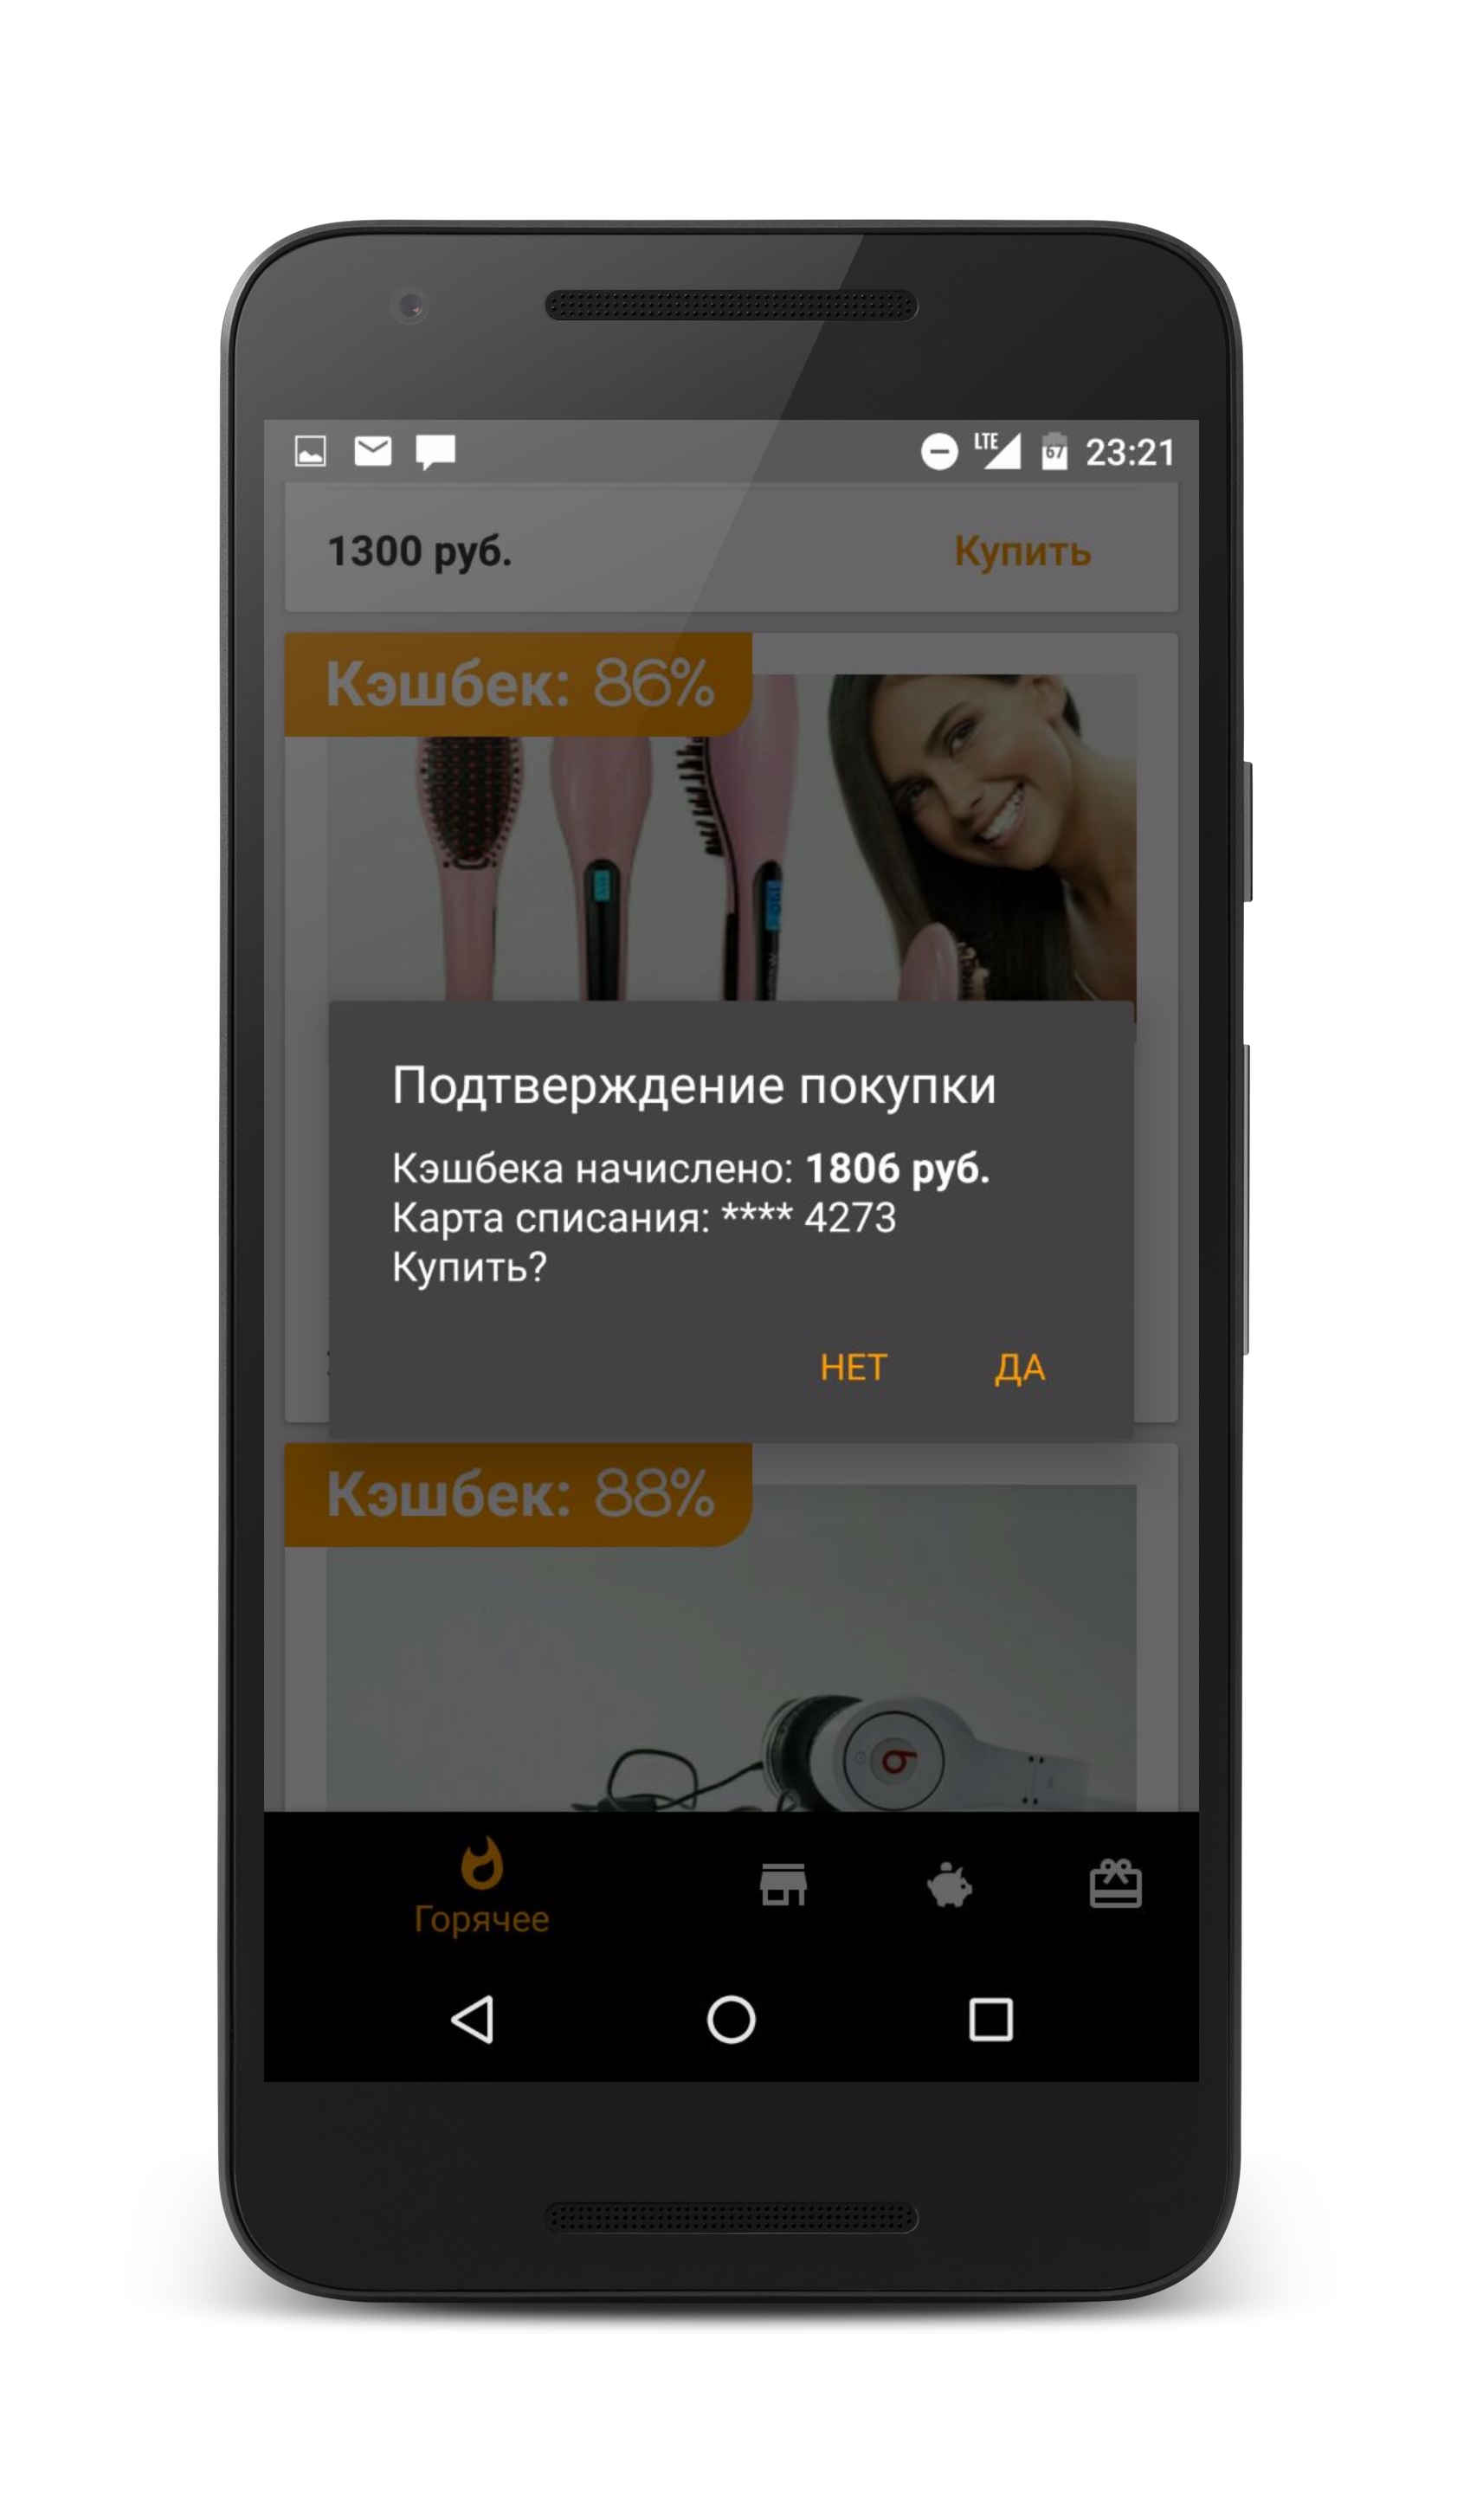 LTE 67 23:21
1300 руб. Купить
Кэшбек: 86%
Подтверждение покупки
Кэшбека начислено: 1806 руб.
Карта списания: **** 4273
Купить?
НЕТ ДА
Кэшбек: 88%
b
Горячее